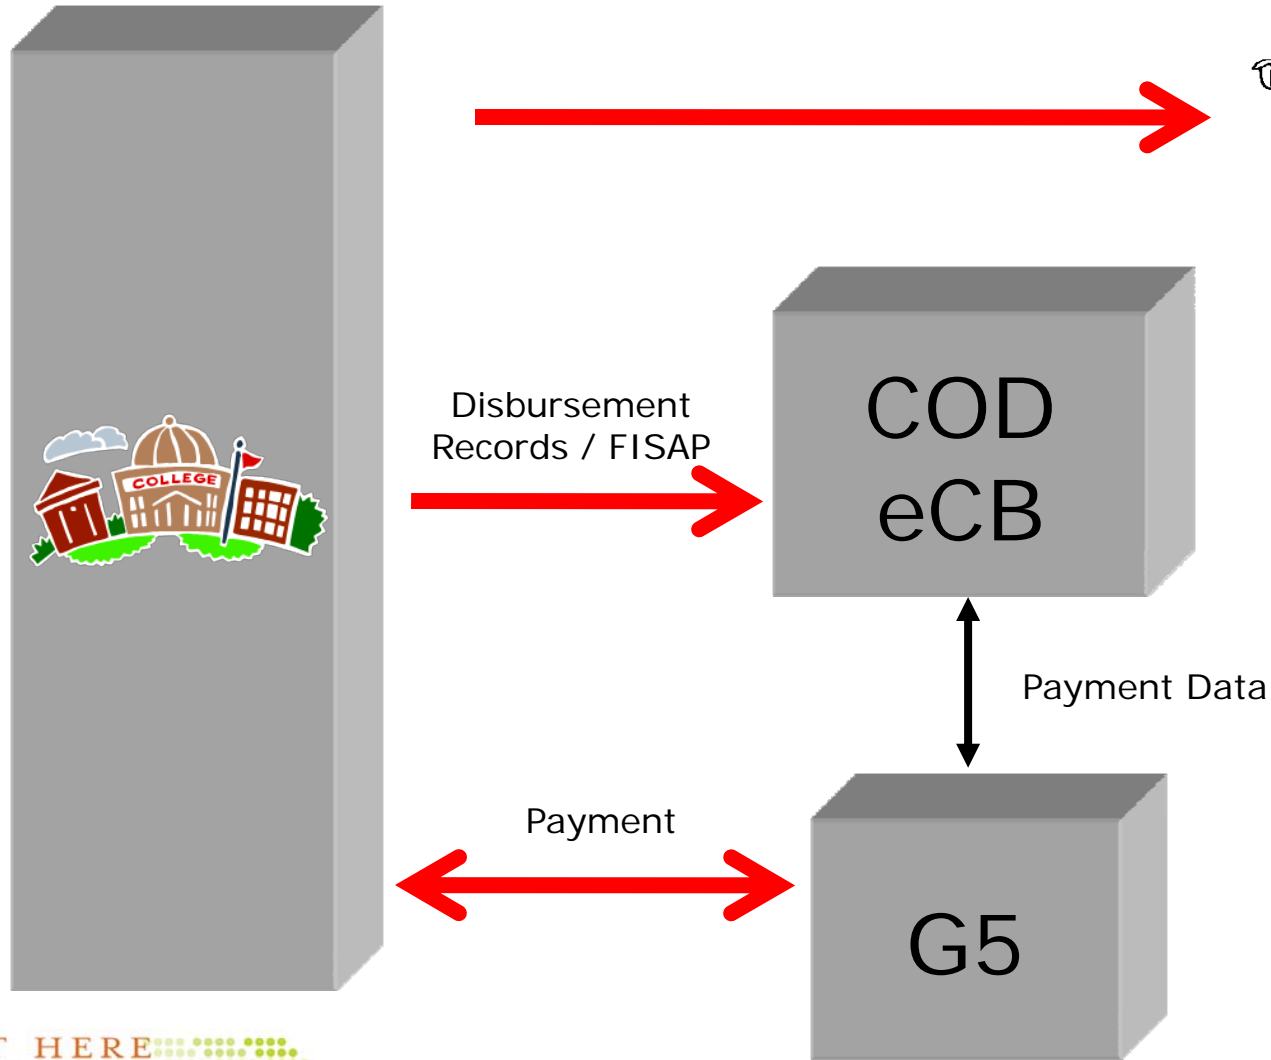 COLLEGE
Disbursement
Records / FISAP
COD
eCB
Payment Data
Payment
G5
HERE